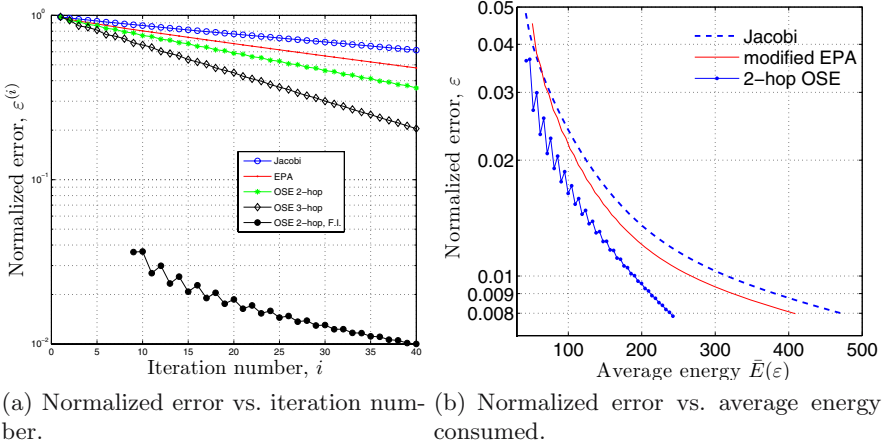 (a)
10^0
10^-1
10^-2
0 5 10 15 20 25 30 35 40
Normalized error, ε^(i)
Iteration number, i
Jacobi
EPA
OSE 2-hop
OSE 3-hop
OSE 2-hop, F.I.
(b)
0.05
0.04
0.03
0.02
0.01
0.009
0.008
100 200 300 400 500
Normalized error, ε
Average energy Ē(ε)
Jacobi
modified EPA
2-hop OSE
(a) Normalized error vs. iteration num-
ber.
(b) Normalized error vs. average energy
consumed.